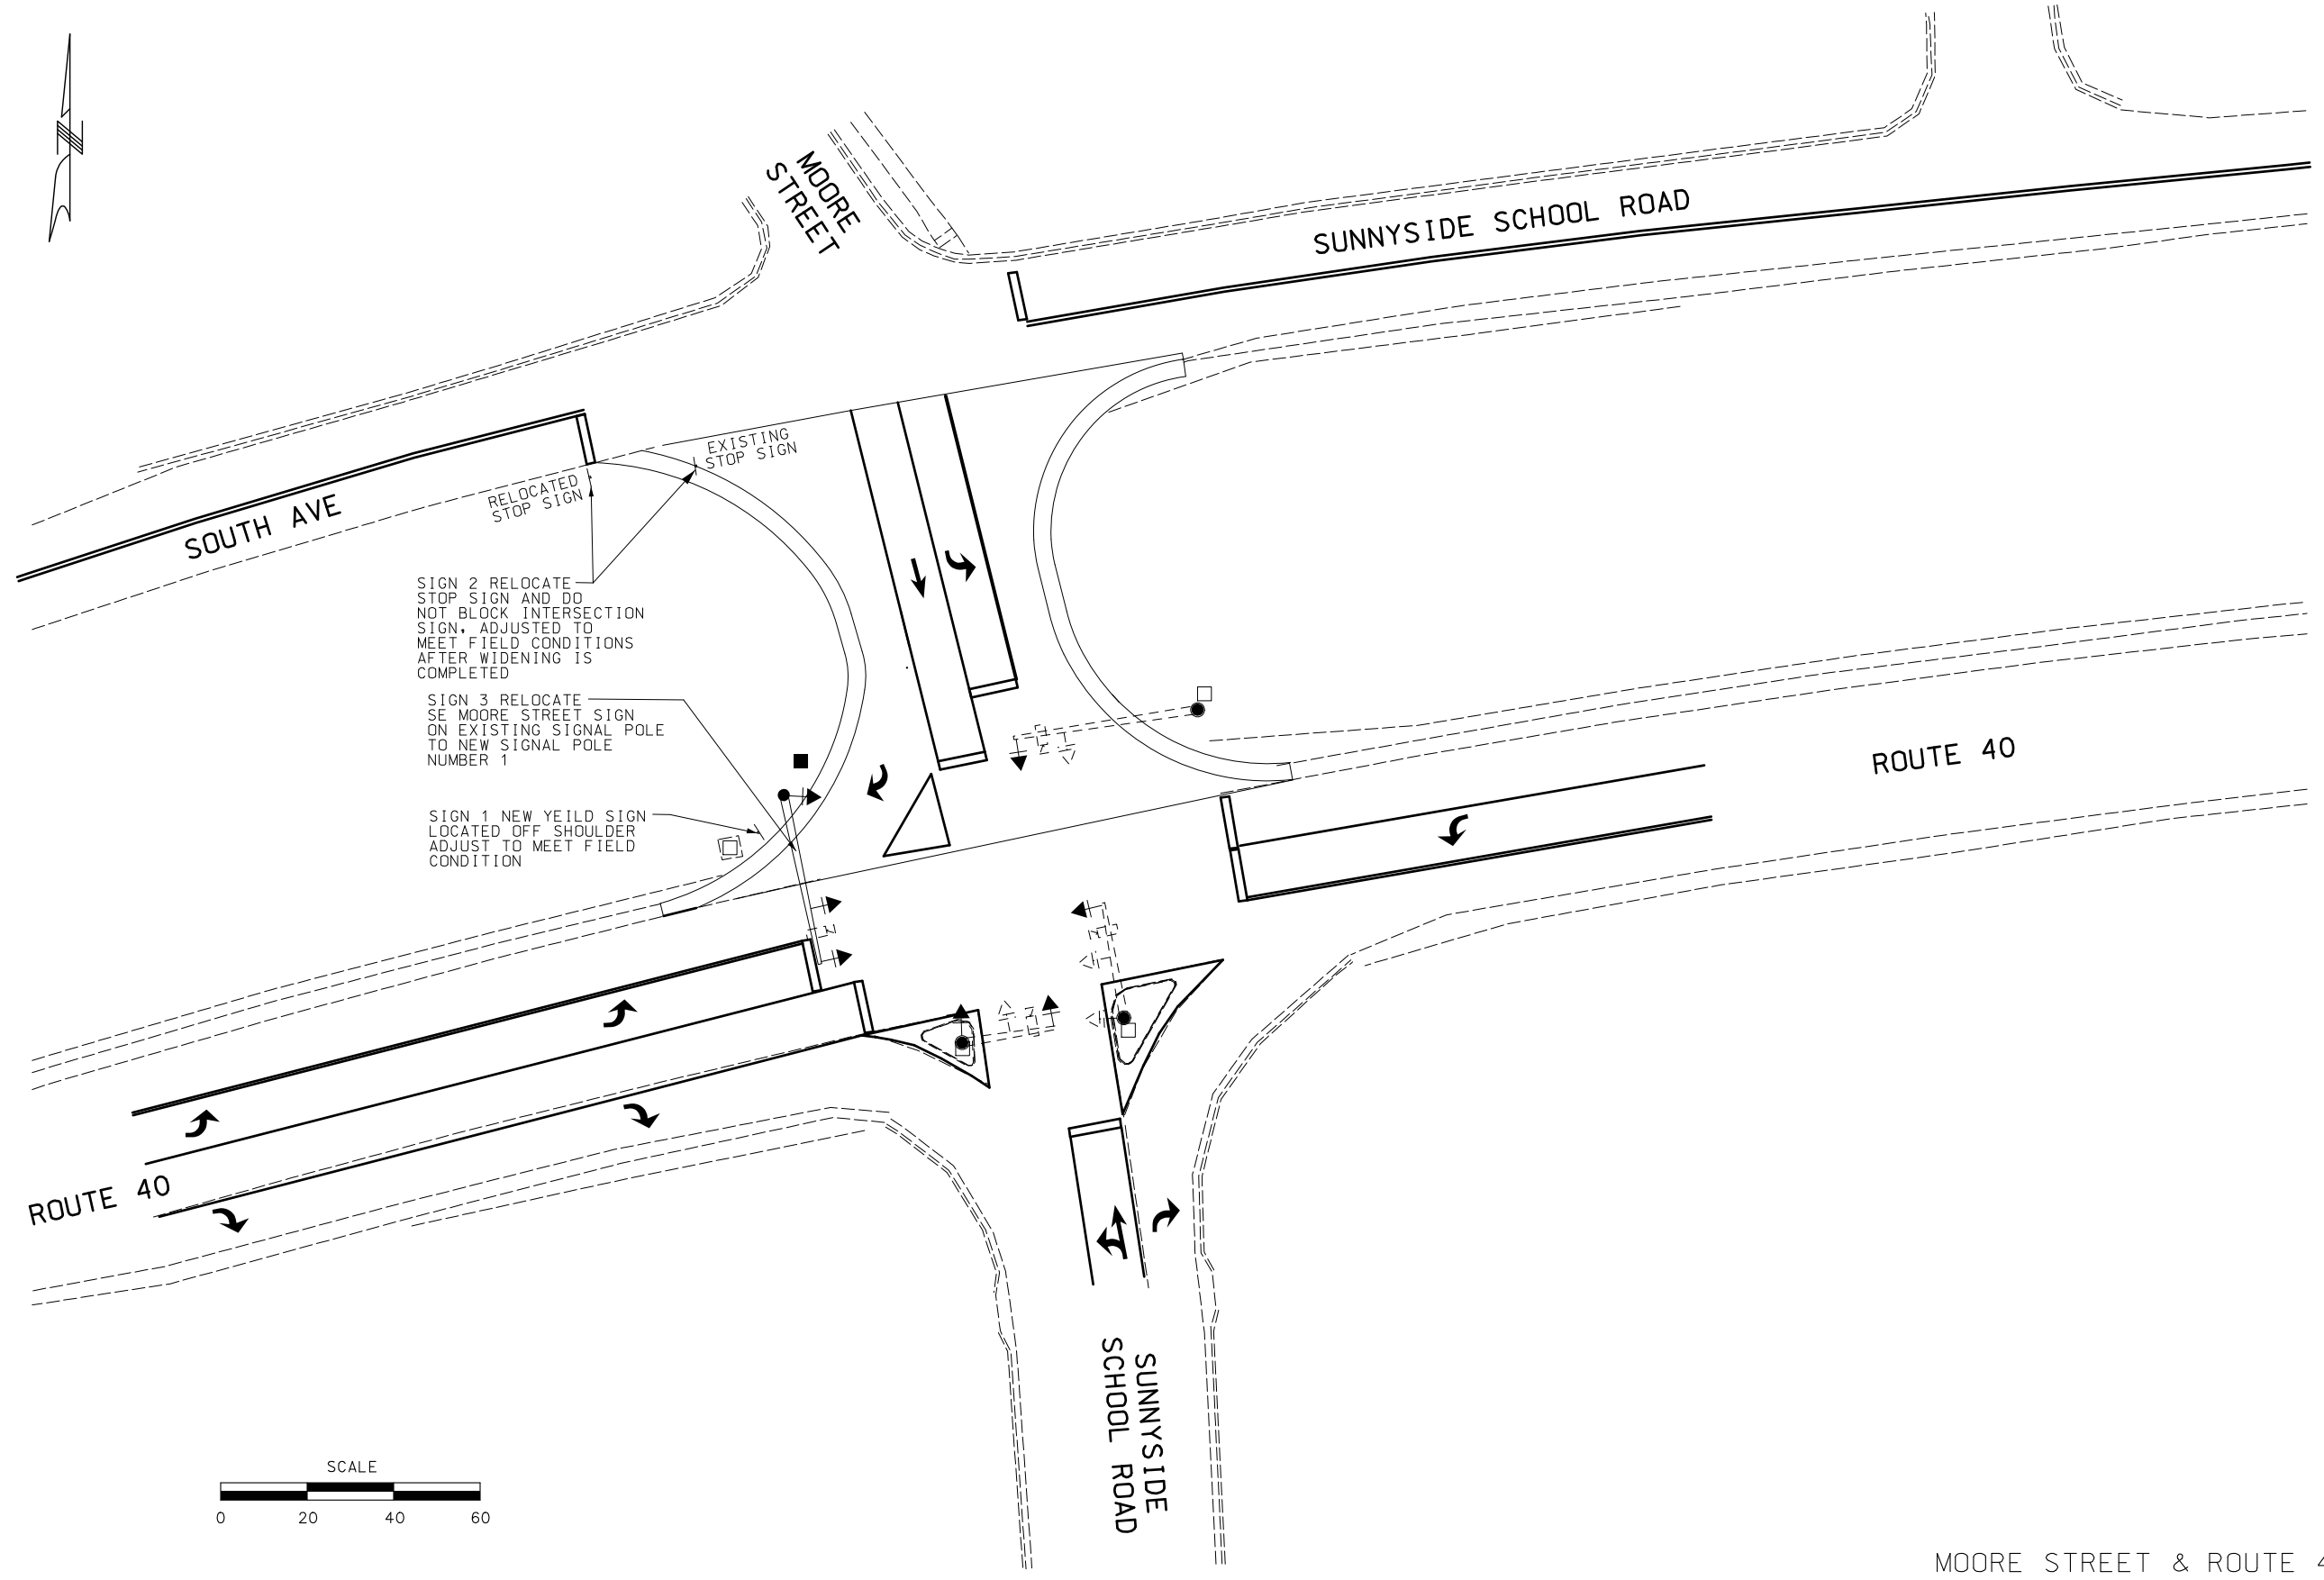 N
MOORE
STREET
SUNNYSIDE SCHOOL ROAD
EXISTING
STOP SIGN
RELOCATED
STOP SIGN
SOUTH AVE
SIGN 2 RELOCATE
STOP SIGN AND DO
NOT BLOCK INTERSECTION
SIGN, ADJUSTED TO
MEET FIELD CONDITIONS
AFTER WIDENING IS
COMPLETED
SIGN 3 RELOCATE
SE MOORE STREET SIGN
ON EXISTING SIGNAL POLE
TO NEW SIGNAL POLE
NUMBER 1
ROUTE 40
SIGN 1 NEW YEILD SIGN
LOCATED OFF SHOULDER
ADJUST TO MEET FIELD
CONDITION
ROUTE 40
SUNNYSIDE
SCHOOL ROAD
SCALE
0 20 40 60
MOORE STREET & ROUTE 4